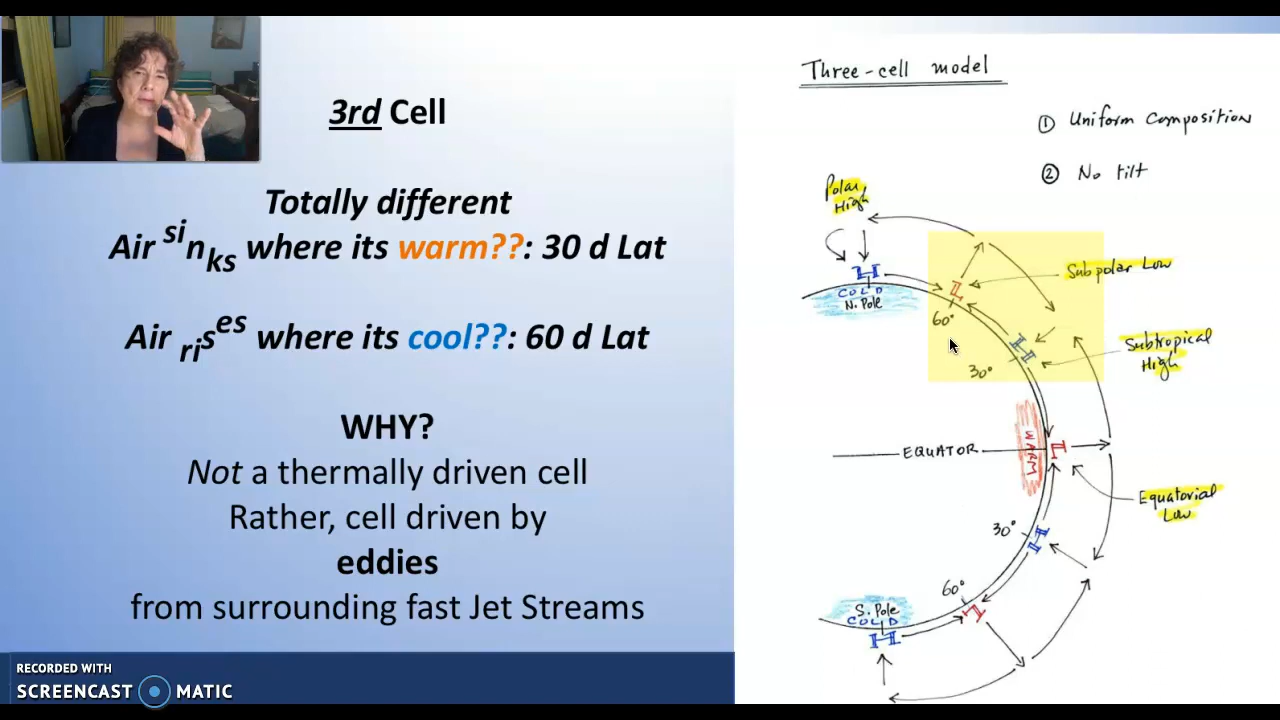 3rd Cell
Totally different
Air sinks where its warm??: 30 d Lat
Air rises where its cool??: 60 d Lat
WHY?
Not a thermally driven cell
Rather, cell driven by
eddies
from surrounding fast Jet Streams
RECORDED WITH
SCREENCAST MATIC
Three-cell model
① Uniform composition
② No tilt
Polar
High
H
COLD
N. Pole
L
60°
Subpolar Low
H
30°
Subtropical
High
WARM
L
EQUATOR
Equatorial
Low
30°
H
60°
L
S. Pole
COLD
H